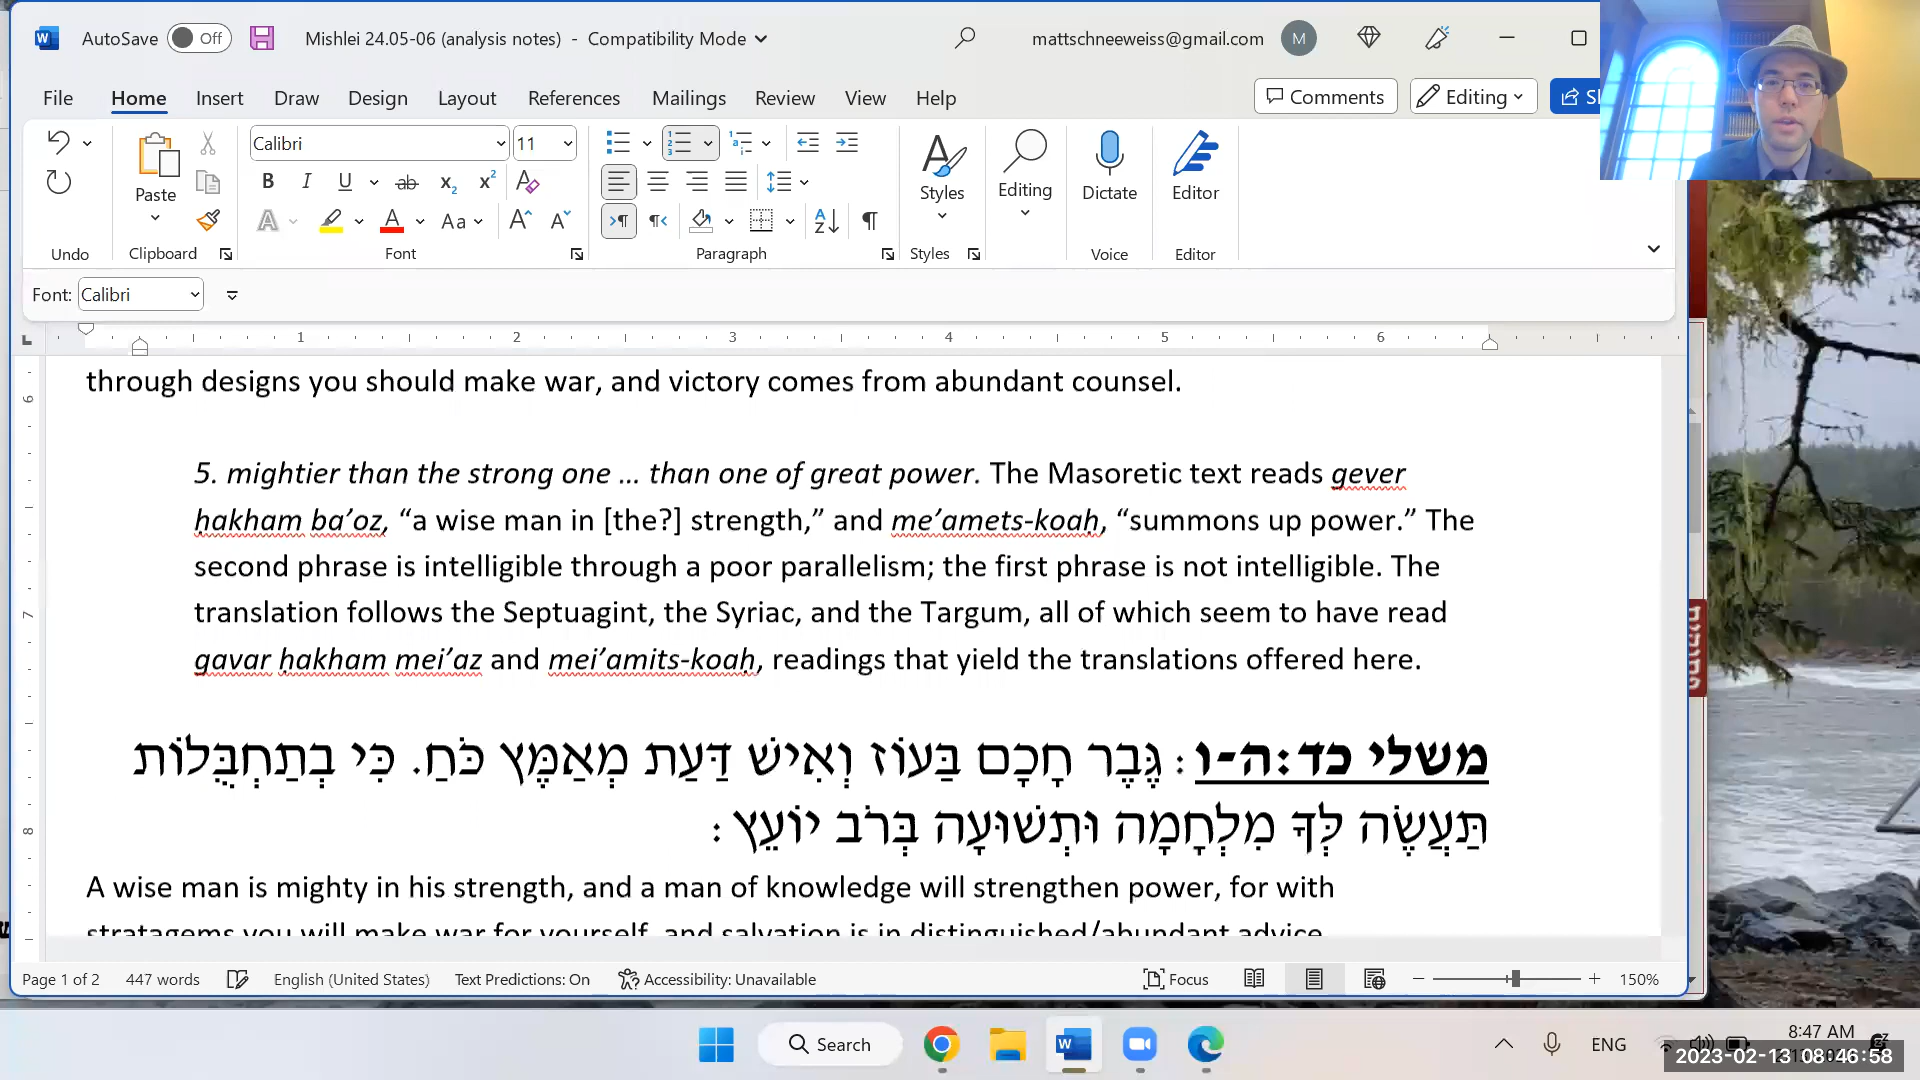 AutoSave Off Mishlei 24.05-06 (analysis notes) - Compatibility Mode mattschneeweiss@gmail.com M
File Home Insert Draw Design Layout References Mailings Review View Help Comments Editing
Calibri 11
Paste Styles Editing Dictate Editor
Undo Clipboard Font Paragraph Styles Voice Editor
Font: Calibri
1 2 3 4 5 6
through designs you should make war, and victory comes from abundant counsel.
5. mightier than the strong one … than one of great power. The Masoretic text reads gever
ḥakham ba’oz, “a wise man in [the?] strength,” and me’amets-koaḥ, “summons up power.” The
second phrase is intelligible through a poor parallelism; the first phrase is not intelligible. The
translation follows the Septuagint, the Syriac, and the Targum, all of which seem to have read
gavar ḥakham mei’az and mei’amits-koaḥ, readings that yield the translations offered here.
משלי כד:ה-ו: גֶּבֶר חָכָם בַּעוֹז וְאִישׁ דַּעַת מְאַמֶּץ כֹּחַ. כִּי בְתַחְבֻּלוֹת
תַּעֲשֶׂה לְּךָ מִלְחָמָה וּתְשׁוּעָה בְּרֹב יוֹעֵץ:
A wise man is mighty in his strength, and a man of knowledge will strengthen power, for with
stratagems you will make war for yourself, and salvation is in distinguished/abundant advice
Page 1 of 2 447 words English (United States) Text Predictions: On Accessibility: Unavailable Focus 150%
Search ENG 8:47 AM
2023-02-13 08:46:58